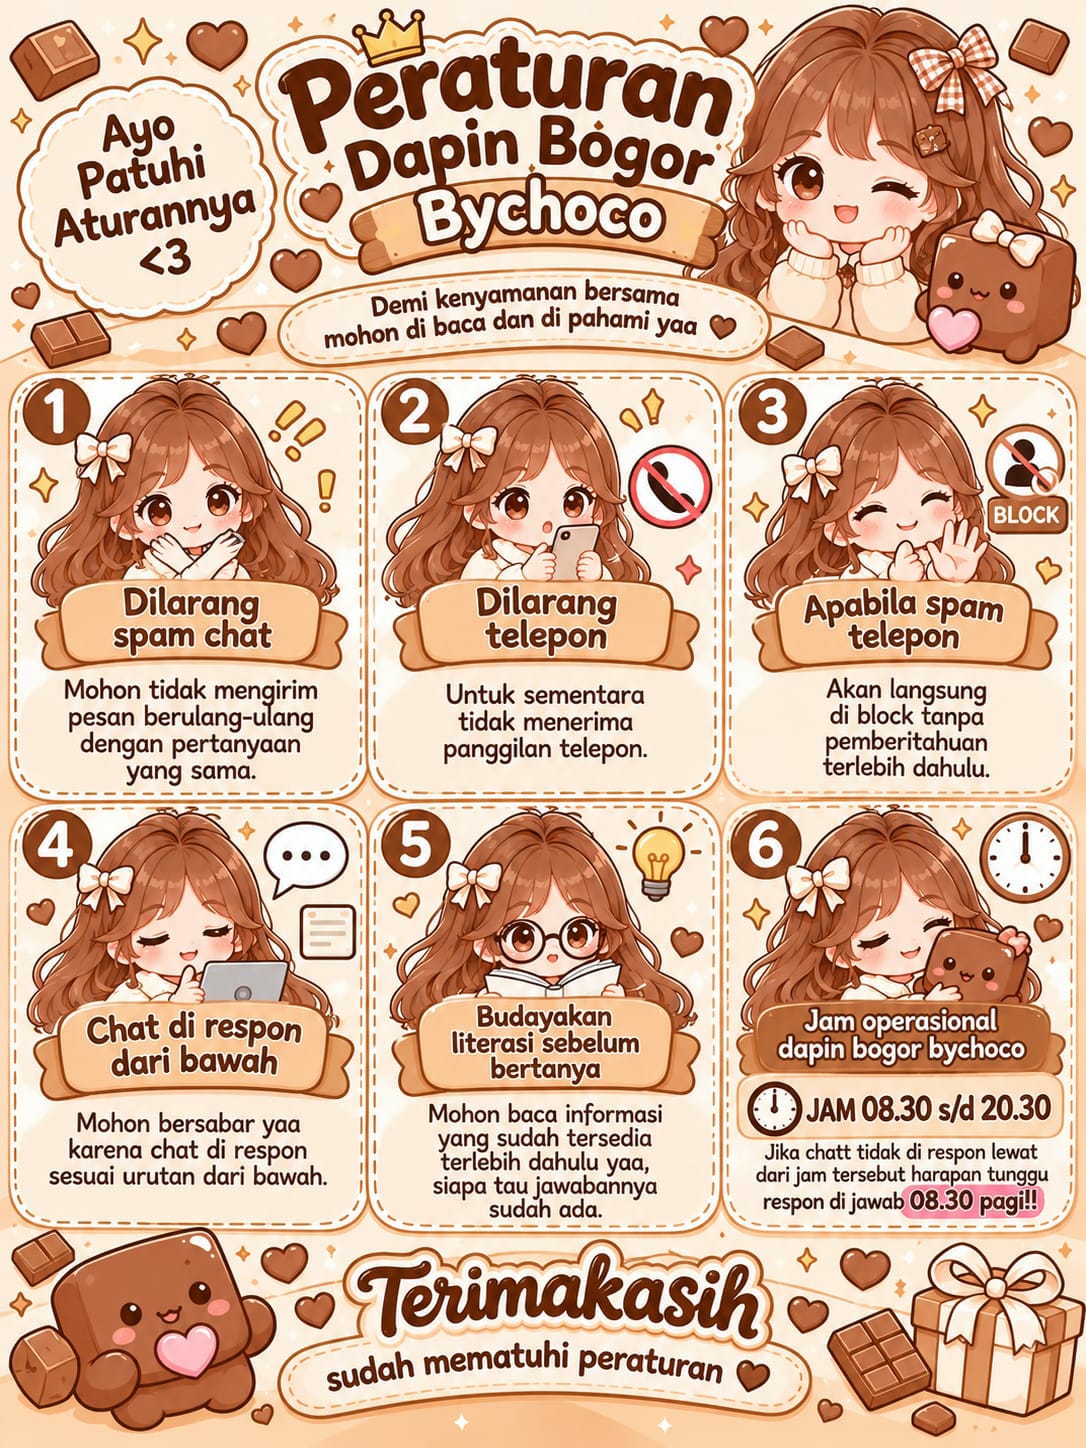 Ayo
Patuhi
Aturannya
<3
Peraturan
Dapin Bogor
Bychoco
Demi kenyamanan bersama
mohon di baca dan di pahami yaa
1
Dilarang
spam chat
Mohon tidak mengirim
pesan berulang-ulang
dengan pertanyaan
yang sama.
2
Dilarang
telepon
Untuk sementara
tidak menerima
panggilan telepon.
3
BLOCK
Apabila spam
telepon
Akan langsung
di block tanpa
pemberitahuan
terlebih dahulu.
4
Chat di respon
dari bawah
Mohon bersabar yaa
karena chat di respon
sesuai urutan dari bawah.
5
Budayakan
literasi sebelum
bertanya
Mohon baca informasi
yang sudah tersedia
terlebih dahulu yaa,
siapa tau jawabannya
sudah ada.
6
Jam operasional
dapin bogor bychoco
JAM 08.30 s/d 20.30
Jika chatt tidak di respon lewat
dari jam tersebut harapan tunggu
respon di jawab 08.30 pagi!!
Terimakasih
sudah mematuhi peraturan